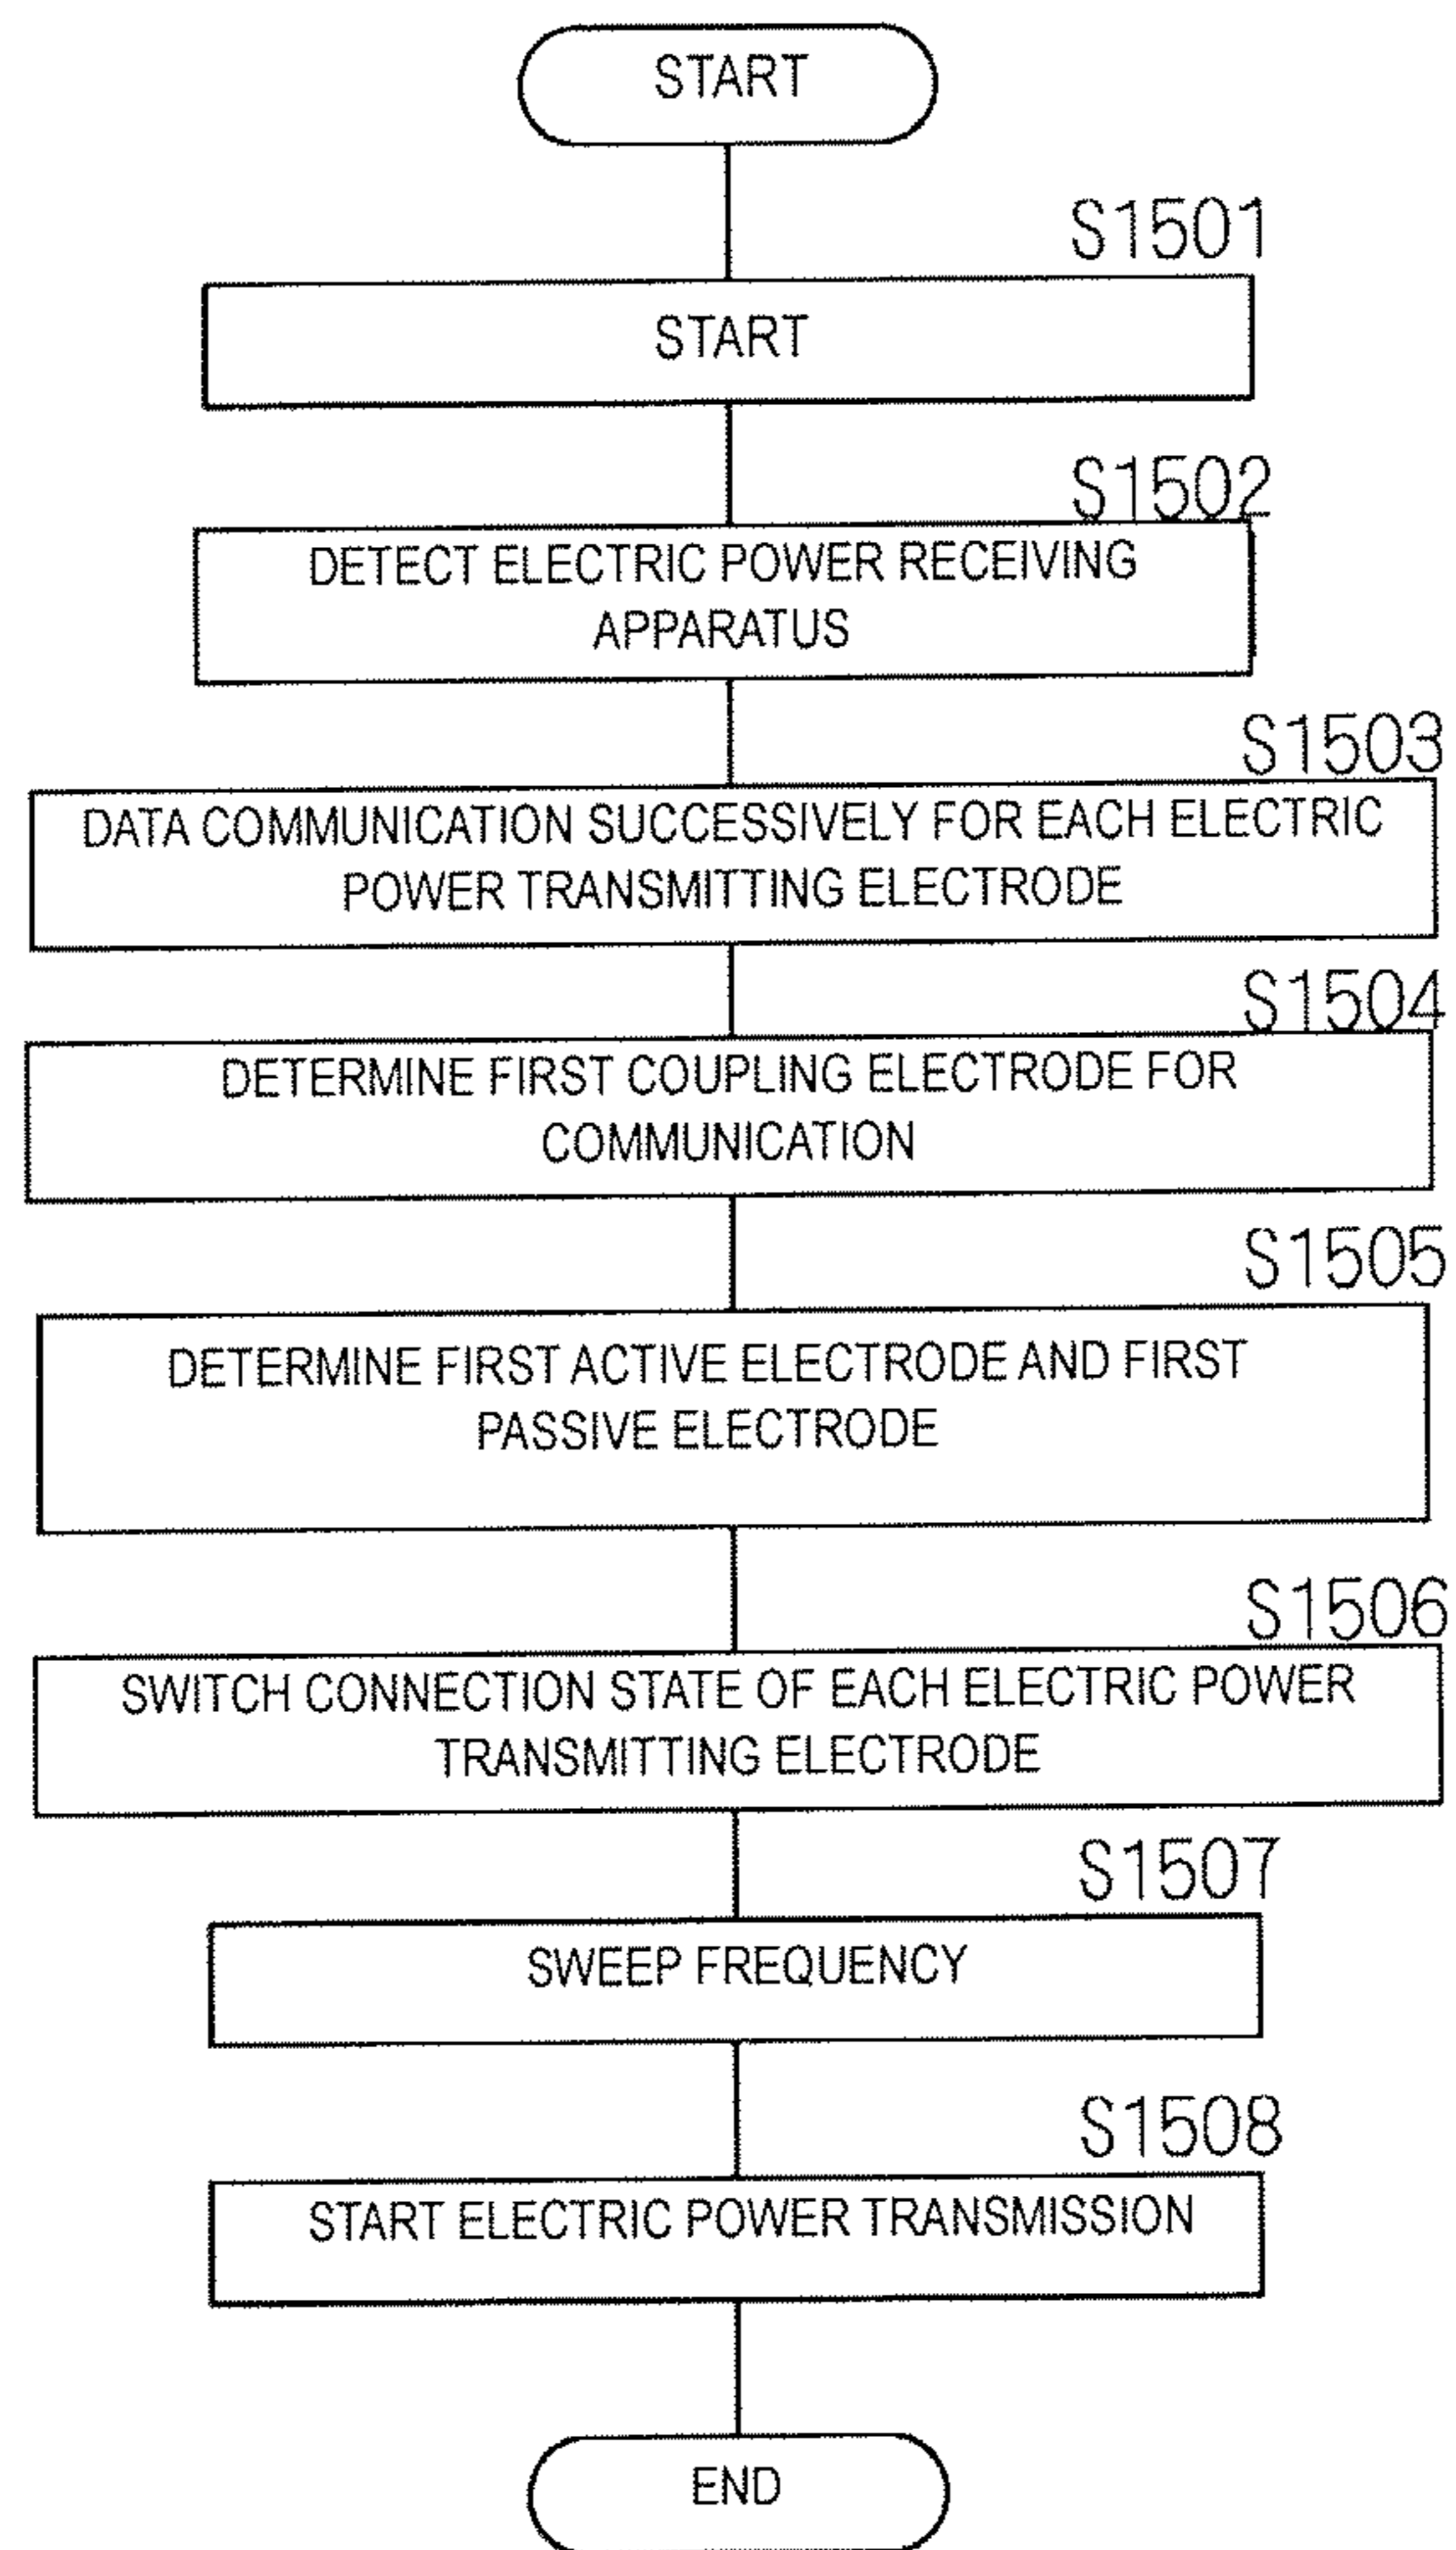 START
S1501
START
S1502
DETECT ELECTRIC POWER RECEIVING
APPARATUS
S1503
DATA COMMUNICATION SUCCESSIVELY FOR EACH ELECTRIC
POWER TRANSMITTING ELECTRODE
S1504
DETERMINE FIRST COUPLING ELECTRODE FOR
COMMUNICATION
S1505
DETERMINE FIRST ACTIVE ELECTRODE AND FIRST
PASSIVE ELECTRODE
S1506
SWITCH CONNECTION STATE OF EACH ELECTRIC POWER
TRANSMITTING ELECTRODE
S1507
SWEEP FREQUENCY
S1508
START ELECTRIC POWER TRANSMISSION
END